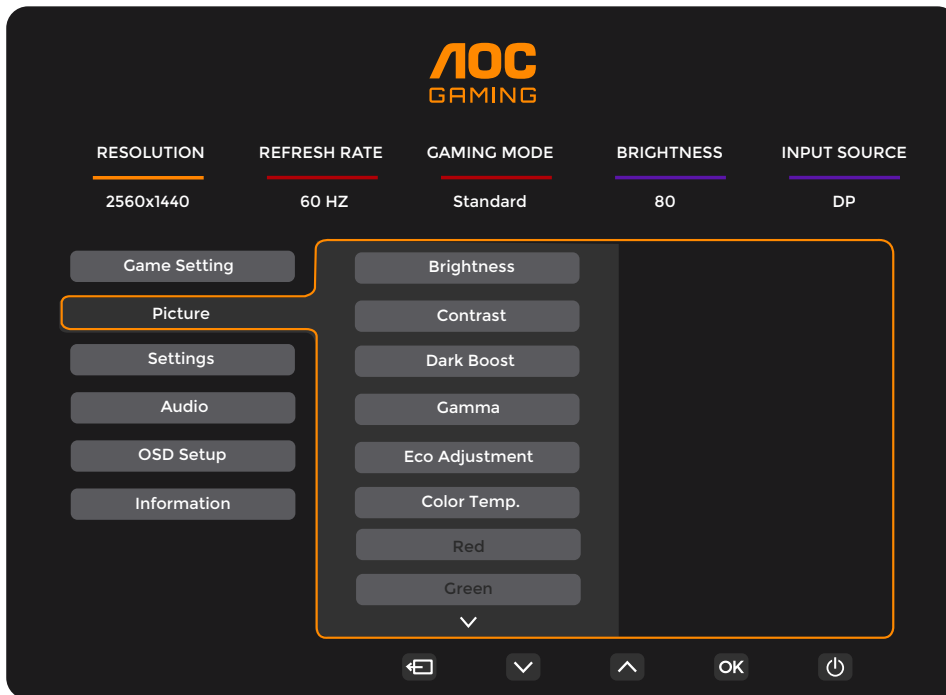 AOC
GAMING
RESOLUTION REFRESH RATE GAMING MODE BRIGHTNESS INPUT SOURCE
2560x1440 60 HZ Standard 80 DP
Game Setting Brightness
Picture Contrast
Settings Dark Boost
Audio Gamma
OSD Setup Eco Adjustment
Information Color Temp.
Red
Green
OK